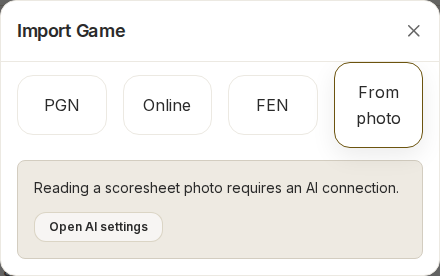 Import Game
PGN
Online
FEN
From
photo
Reading a scoresheet photo requires an AI connection.
Open AI settings